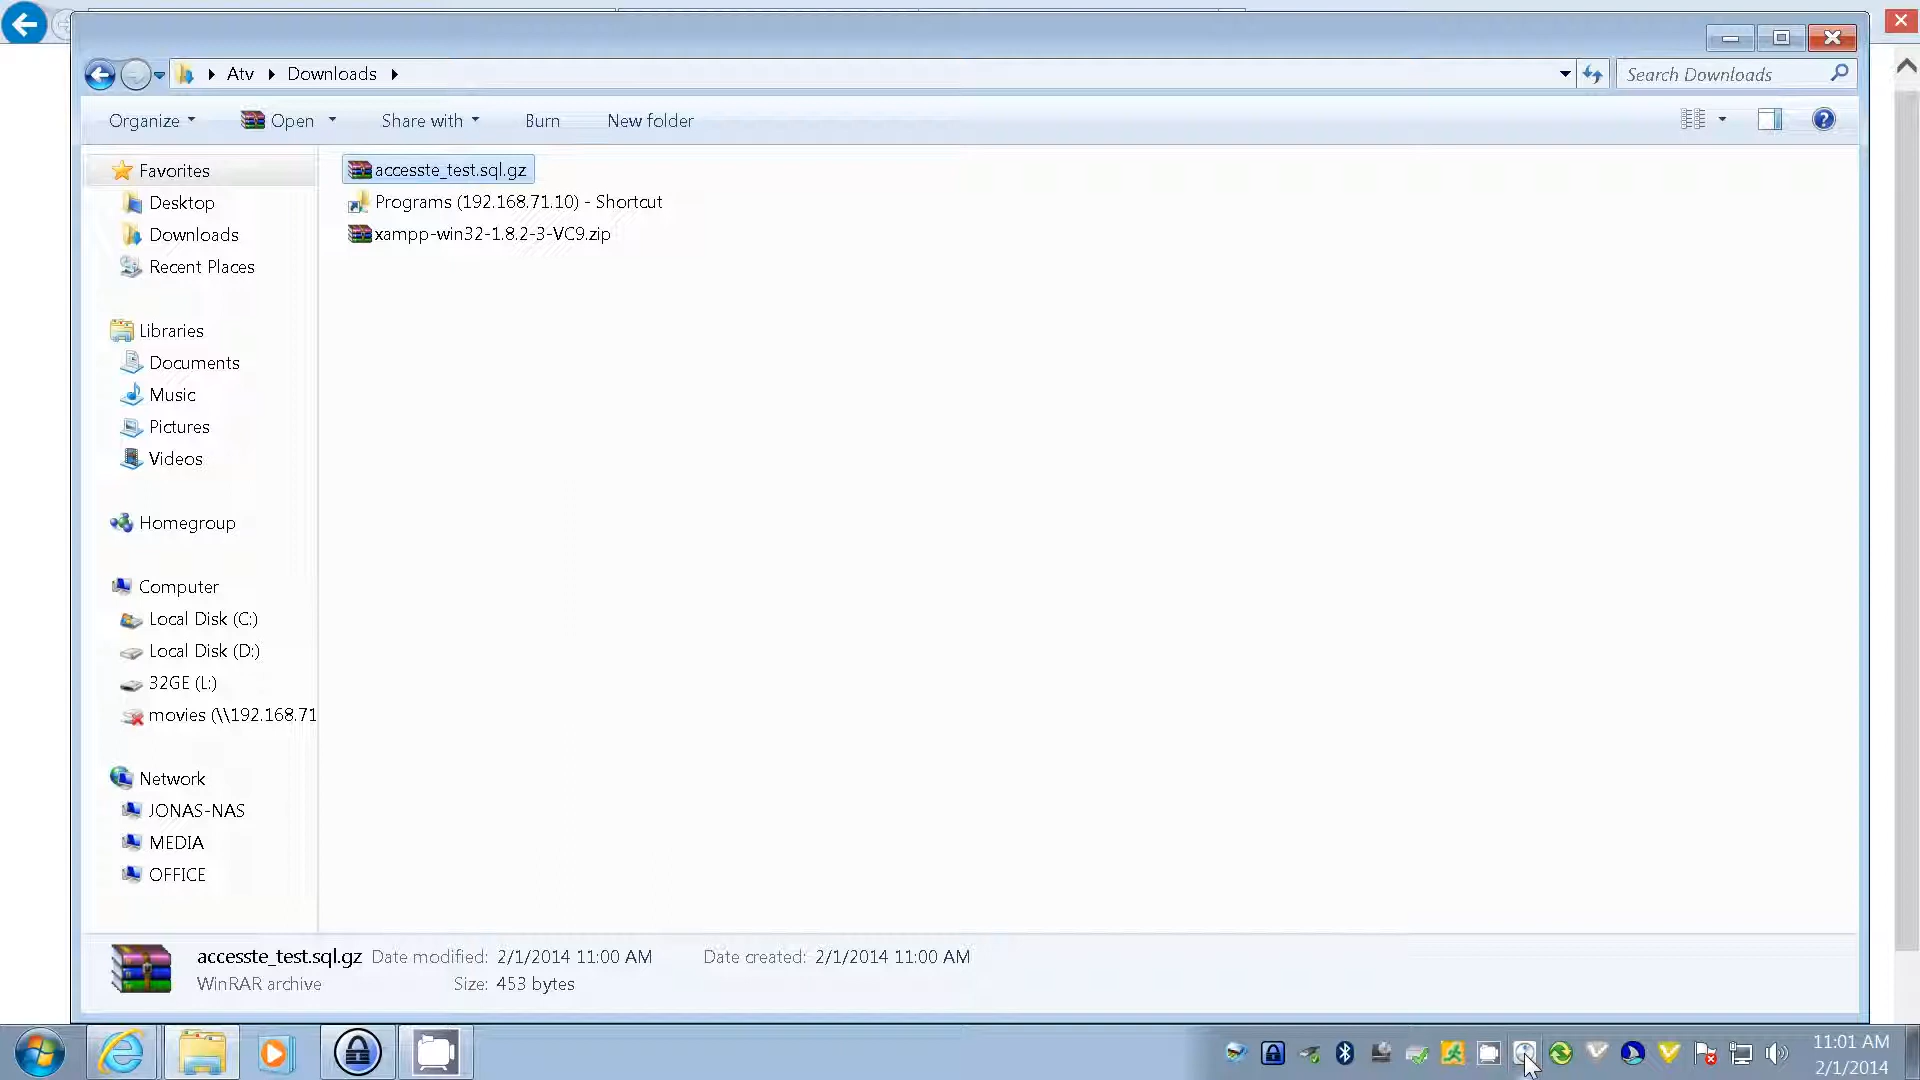 Atv Downloads
Search Downloads
Organize Open Share with Burn New folder
Favorites
Desktop
Downloads
Recent Places
Libraries
Documents
Music
Pictures
Videos
Homegroup
Computer
Local Disk (C:)
Local Disk (D:)
32GE (L:)
movies (\\192.168.71
Network
JONAS-NAS
MEDIA
OFFICE
accesste_test.sql.gz
Programs (192.168.71.10) - Shortcut
xampp-win32-1.8.2-3-VC9.zip
accesste_test.sql.gz Date modified: 2/1/2014 11:00 AM Date created: 2/1/2014 11:00 AM
WinRAR archive Size: 453 bytes
11:01 AM
2/1/2014